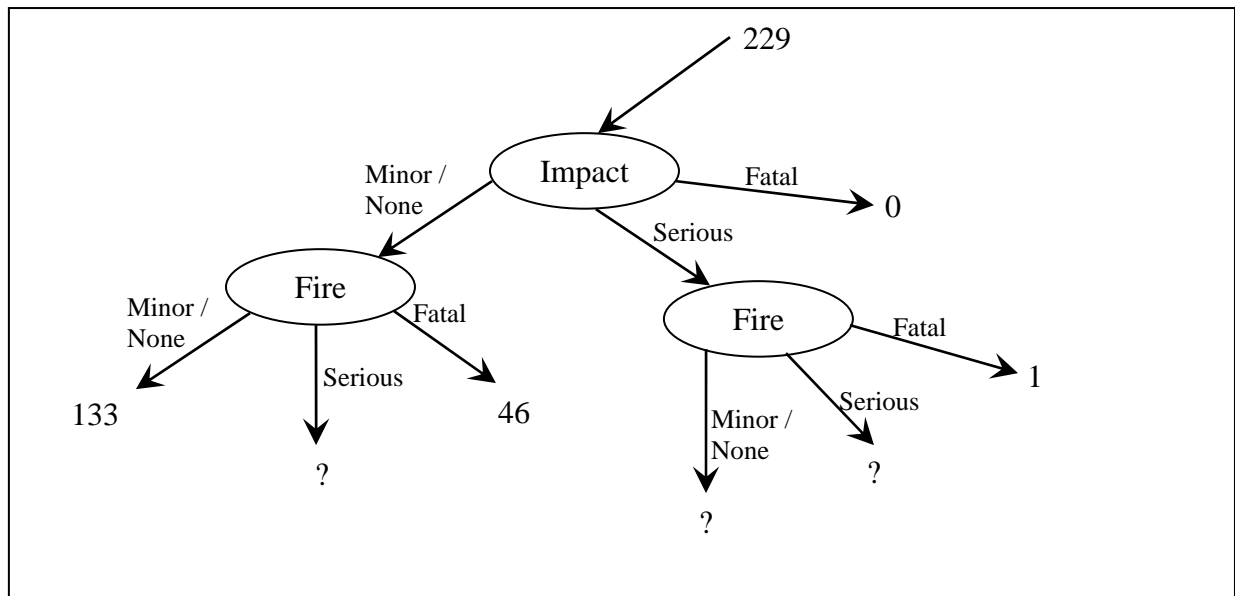 229
Impact
Minor /
None
Fatal
0
Serious
Fire
Minor /
None
Fatal
Serious
133
46
?
Fire
Fatal
1
Serious
Minor /
None
?
?